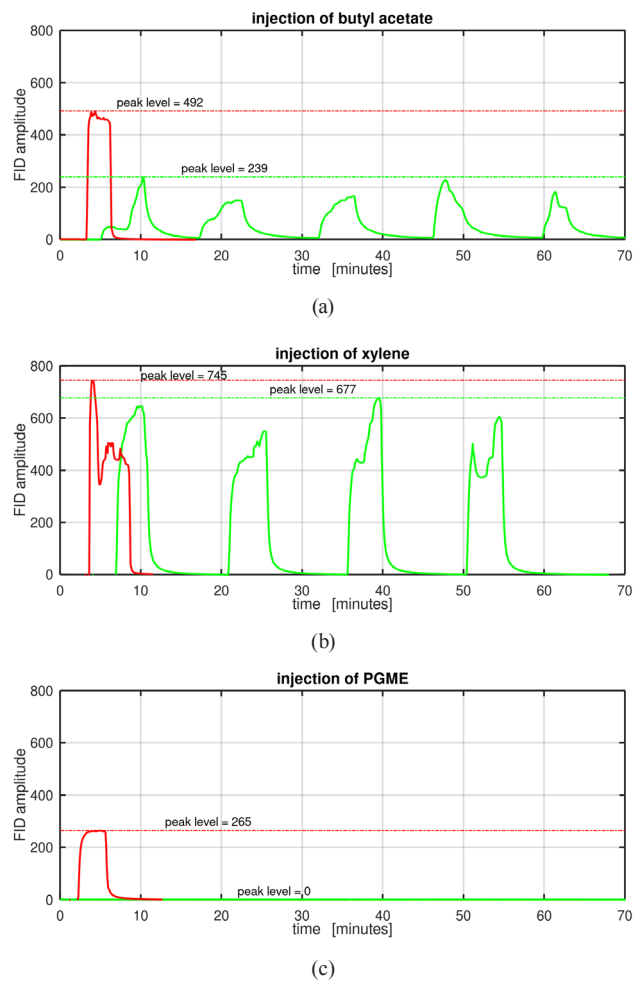 injection of butyl acetate
800
600
400
200
0
FID amplitude
peak level = 492
peak level = 239
0 10 20 30 40 50 60 70
time [minutes]
(a)
injection of xylene
800
600
400
200
0
FID amplitude
peak level = 745
peak level = 677
0 10 20 30 40 50 60 70
time [minutes]
(b)
injection of PGME
800
600
400
200
0
FID amplitude
peak level = 265
peak level = 0
0 10 20 30 40 50 60 70
time [minutes]
(c)